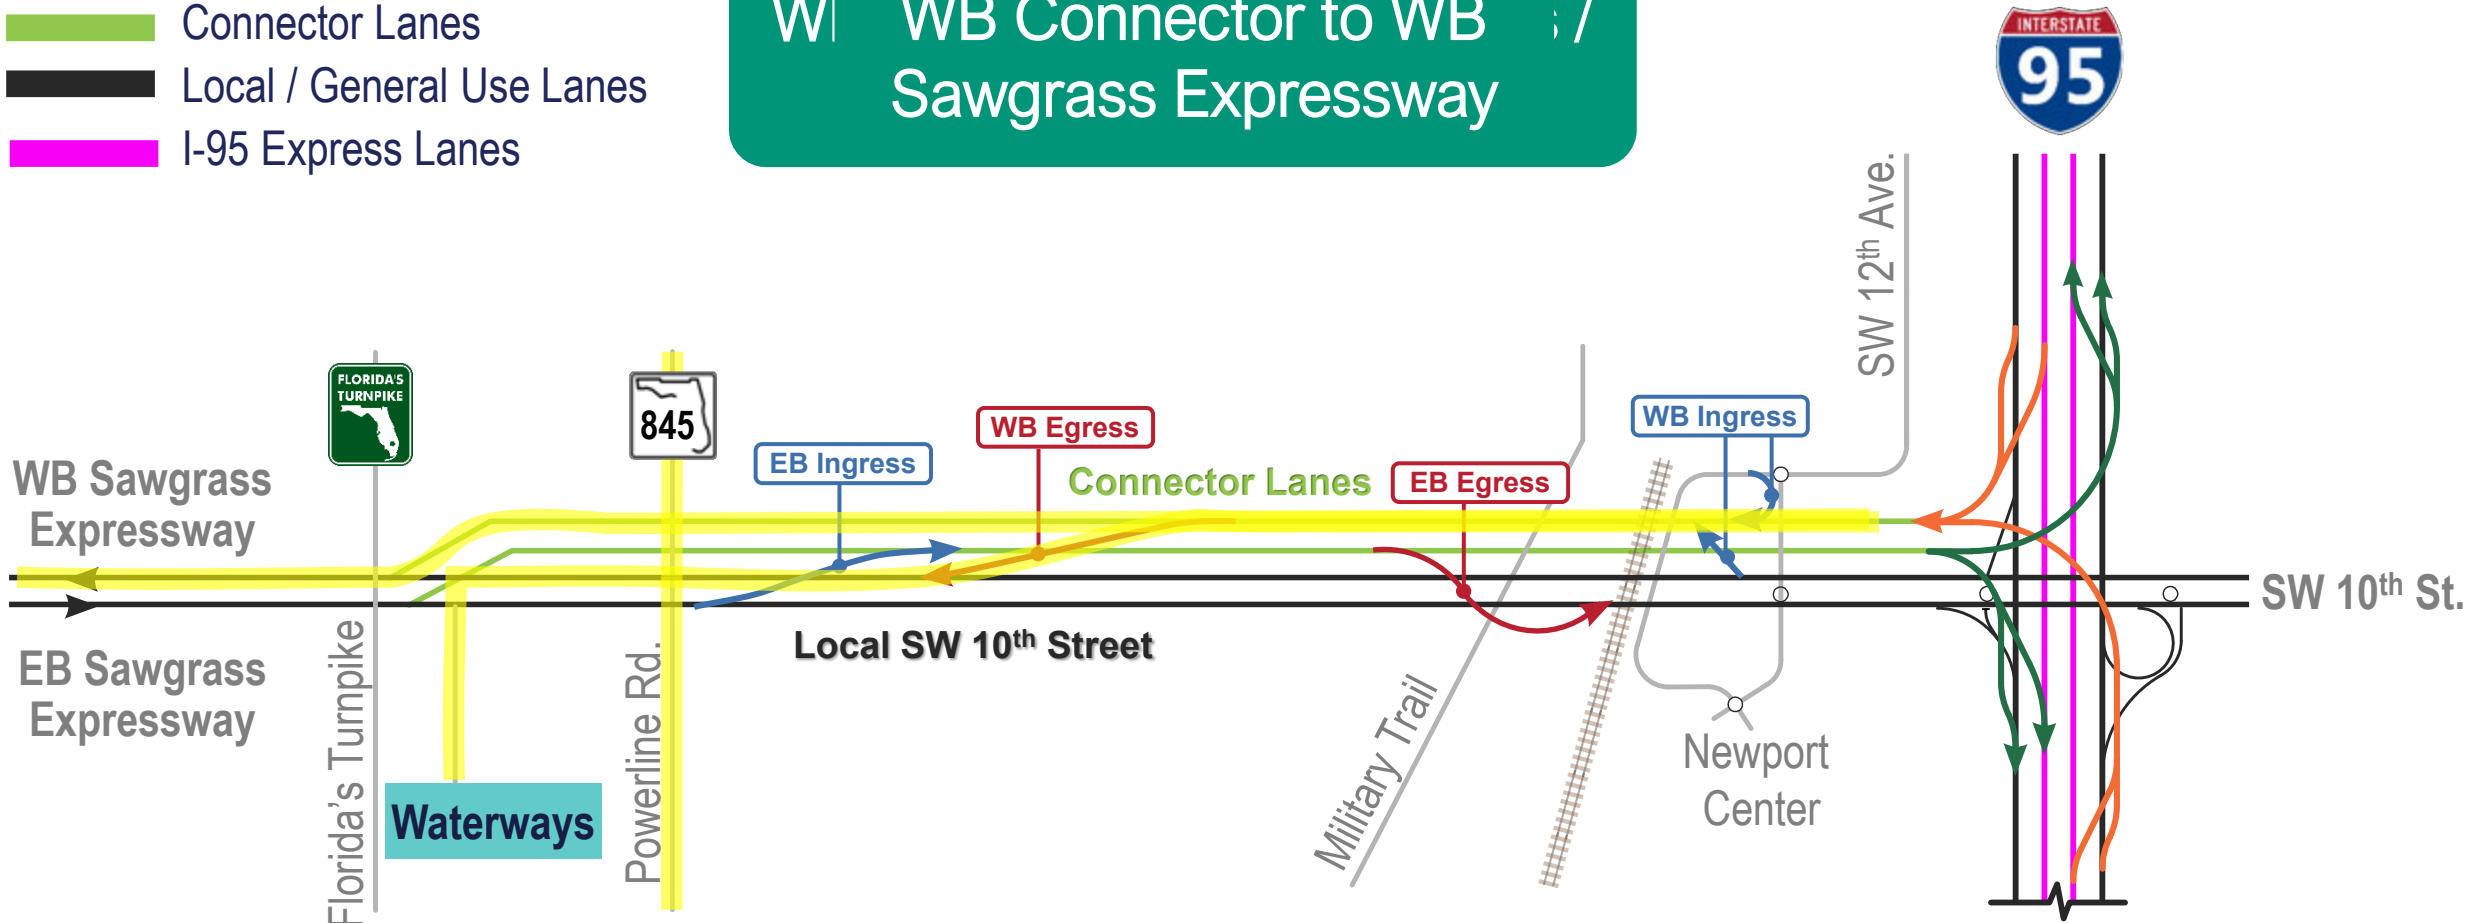 Connector Lanes
Local / General Use Lanes
I-95 Express Lanes
WB Connector to WB /
Sawgrass Expressway
INTERSTATE
95
SW 12th Ave.
FLORIDA'S
TURNPIKE
845
WB Egress
WB Ingress
EB Ingress
Connector Lanes
EB Egress
WB Sawgrass
Expressway
SW 10th St.
Local SW 10th Street
EB Sawgrass
Expressway
Florida's Turnpike
Powerline Rd.
Military Trail
Waterways
Newport
Center